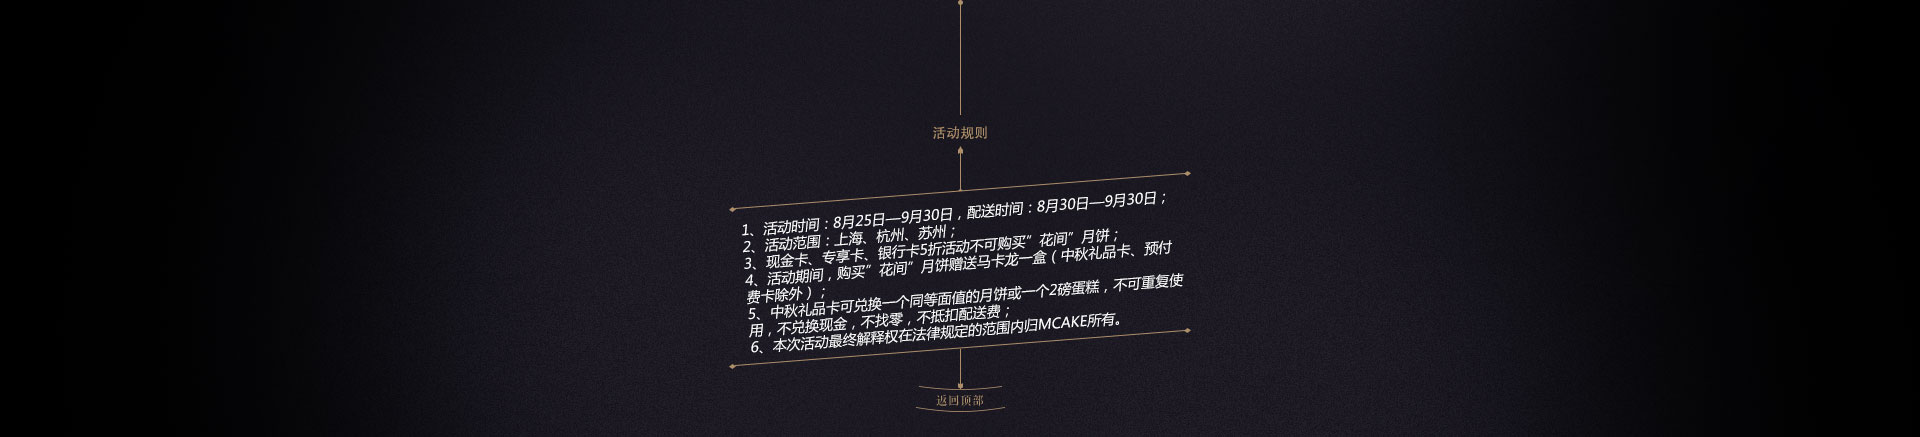 活动规则
1、活动时间：8月25日—9月30日，配送时间：8月30日—9月30日；
2、活动范围：上海、杭州、苏州；
3、现金卡、专享卡、银行卡5折活动不可购买”花间”月饼；
4、活动期间，购买”花间”月饼赠送马卡龙一盒（中秋礼品卡、预付
费卡除外）；
5、中秋礼品卡可兑换一个同等面值的月饼或一个2磅蛋糕，不可重复使
用，不兑换现金，不找零，不抵扣配送费；
6、本次活动最终解释权在法律规定的范围内归MCAKE所有。
返回顶部